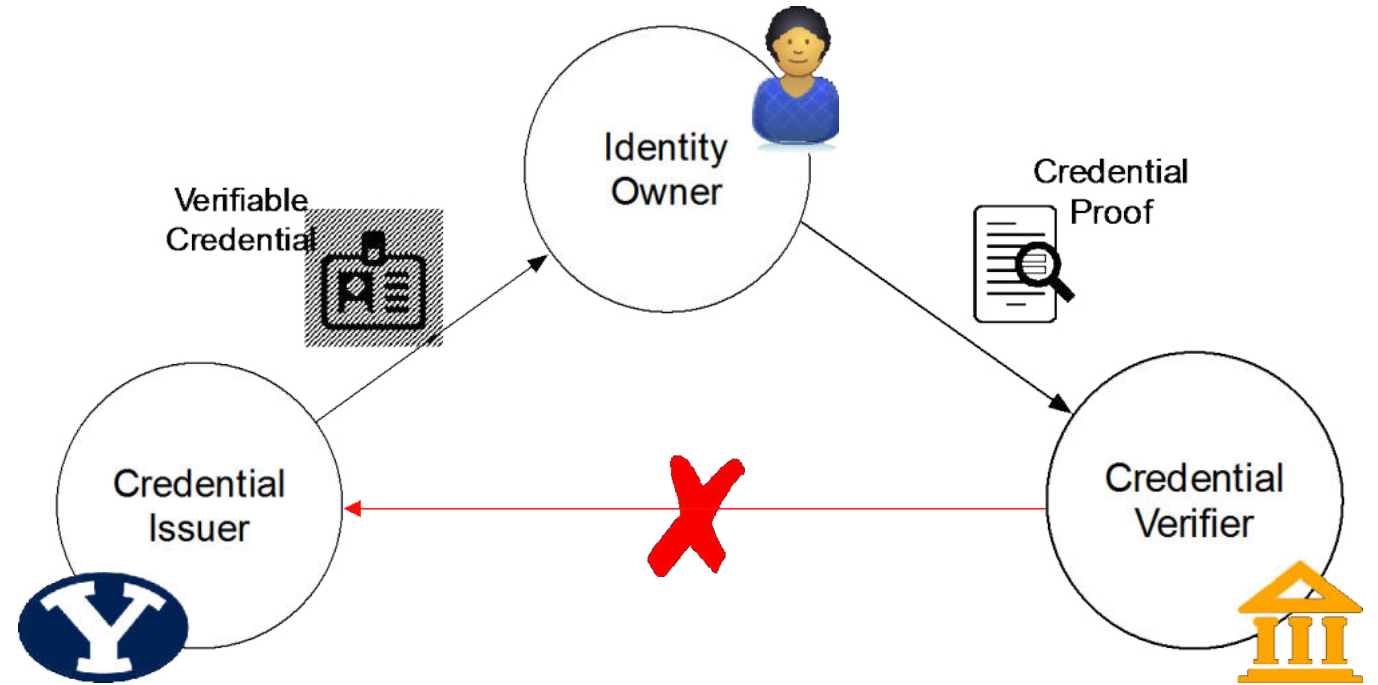 Identity
Owner
Verifiable
Credential
Credential
Proof
Credential
Issuer
Credential
Verifier
Y